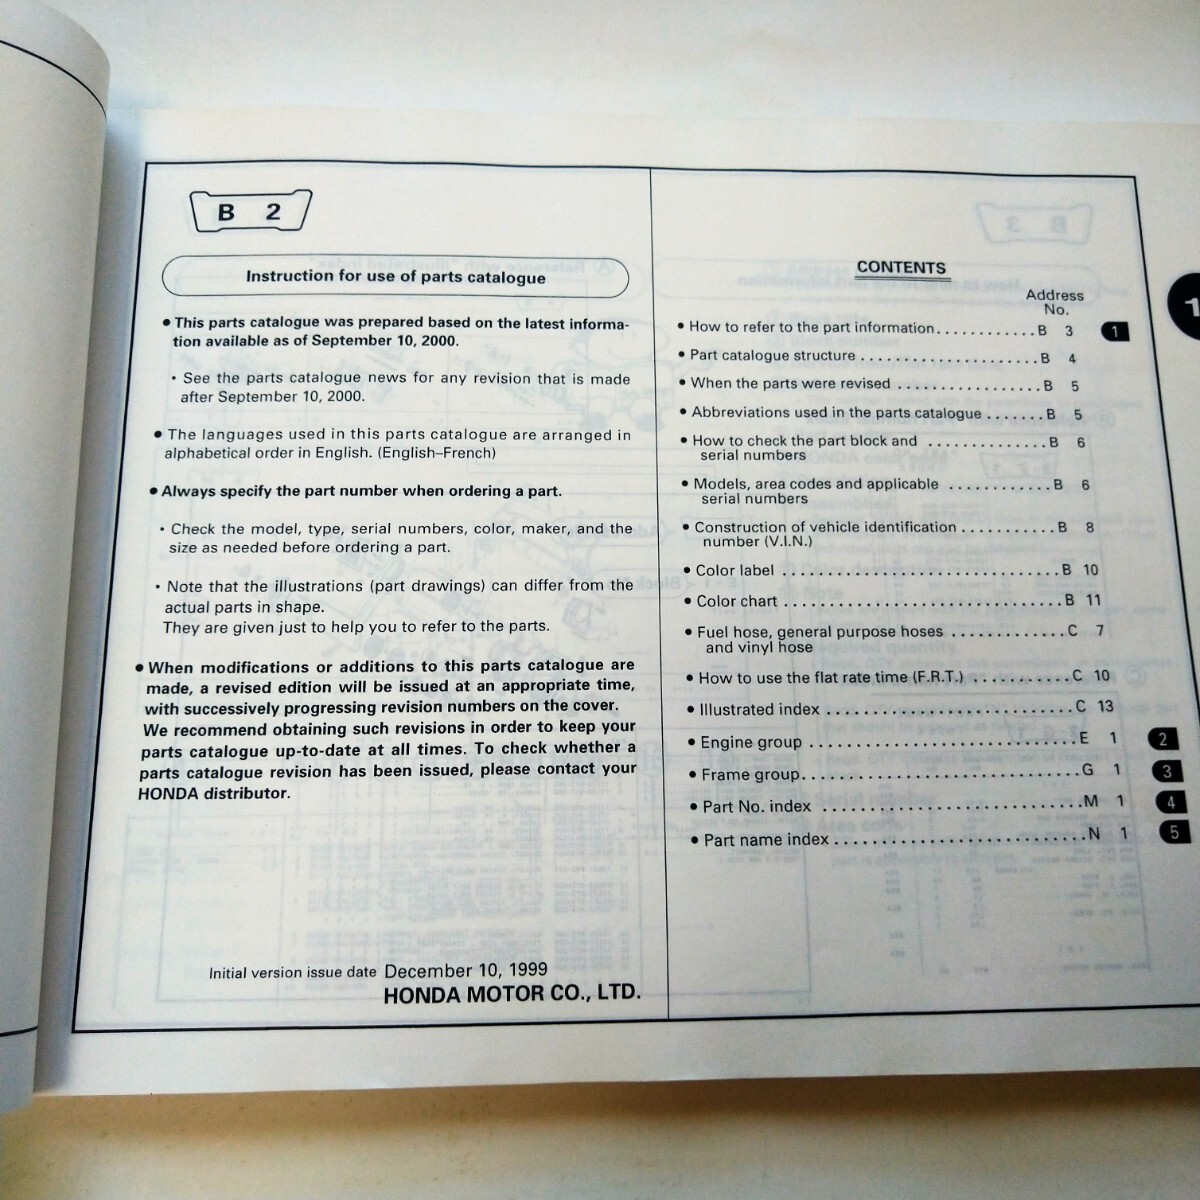 B 2
Instruction for use of parts catalogue
• This parts catalogue was prepared based on the latest informa-
tion available as of September 10, 2000.
• See the parts catalogue news for any revision that is made
after September 10, 2000.
• The languages used in this parts catalogue are arranged in
alphabetical order in English. (English–French)
• Always specify the part number when ordering a part.
• Check the model, type, serial numbers, color, maker, and the
size as needed before ordering a part.
• Note that the illustrations (part drawings) can differ from the
actual parts in shape.
They are given just to help you to refer to the parts.
• When modifications or additions to this parts catalogue are
made, a revised edition will be issued at an appropriate time,
with successively progressing revision numbers on the cover.
We recommend obtaining such revisions in order to keep your
parts catalogue up-to-date at all times. To check whether a
parts catalogue revision has been issued, please contact your
HONDA distributor.
Initial version issue date December 10, 1999
HONDA MOTOR CO., LTD.
CONTENTS
Address
No.
• How to refer to the part information............B 3 1
• Part catalogue structure ....................B 4
• When the parts were revised ................B 5
• Abbreviations used in the parts catalogue .......B 5
• How to check the part block and ..............B 6
serial numbers
• Models, area codes and applicable ............B 6
serial numbers
• Construction of vehicle identification ...........B 8
number (V.I.N.)
• Color label ...............................B 10
• Color chart ...............................B 11
• Fuel hose, general purpose hoses .............C 7
and vinyl hose
• How to use the flat rate time (F.R.T.) ...........C 10
• Illustrated index ...........................C 13
• Engine group .............................E 1 2
• Frame group..............................G 1 3
• Part No. index ............................M 1 4
• Part name index ...........................N 1 5
1